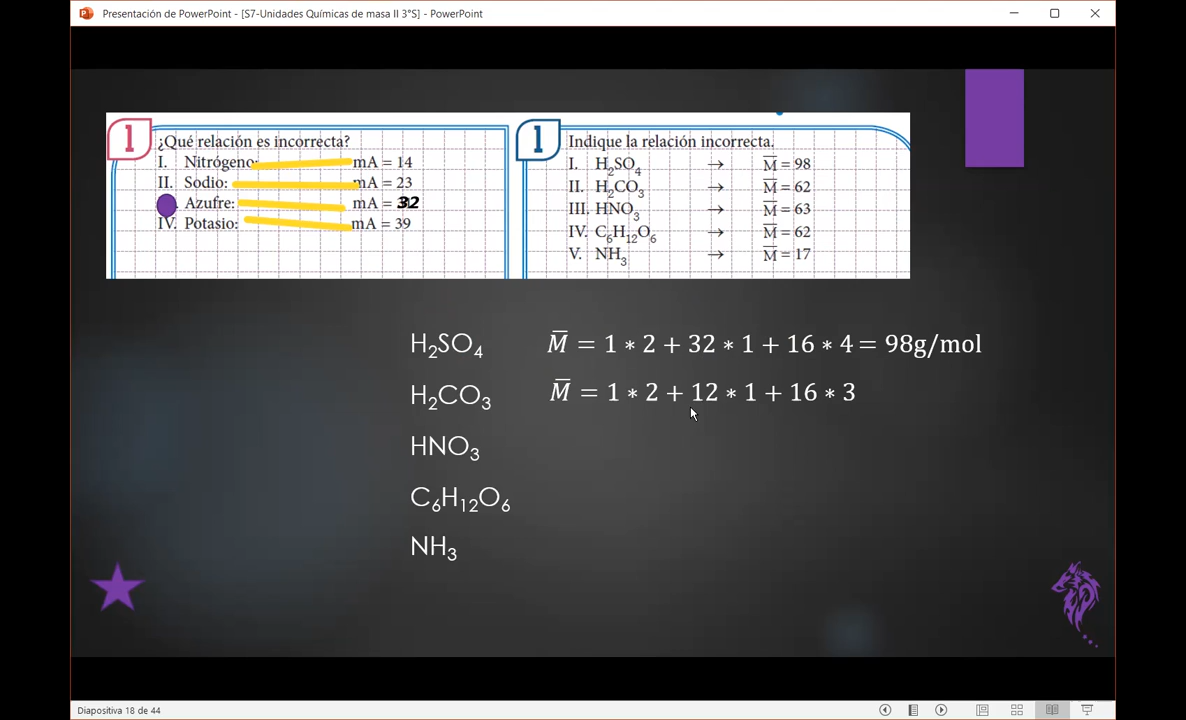 Presentación de PowerPoint - [S7-Unidades Químicas de masa II 3°S] - PowerPoint
1
¿Qué relación es incorrecta?
I. Nitrógeno: mA = 14
II. Sodio: mA = 23
Azufre: mA = 32
IV. Potasio: mA = 39
1
Indique la relación incorrecta.
I. H₂SO₄ → M̅ = 98
II. H₂CO₃ → M̅ = 62
III. HNO₃ → M̅ = 63
IV. C₆H₁₂O₆ → M̅ = 62
V. NH₃ → M̅ = 17
H₂SO₄ M̅ = 1 ∗ 2 + 32 ∗ 1 + 16 ∗ 4 = 98g/mol
H₂CO₃ M̅ = 1 ∗ 2 + 12 ∗ 1 + 16 ∗ 3
HNO₃
C₆H₁₂O₆
NH₃
Diapositiva 18 de 44